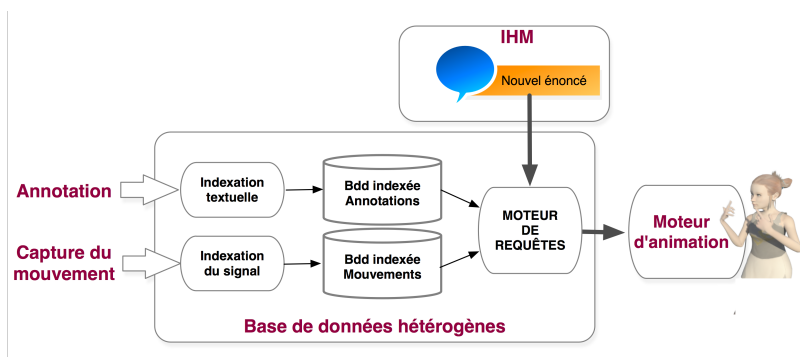 IHM
Nouvel énoncé
Annotation
Indexation
textuelle
Bdd indexée
Annotations
Capture du
mouvement
Indexation
du signal
Bdd indexée
Mouvements
MOTEUR
DE
REQUÊTES
Moteur
d'animation
Base de données hétérogènes